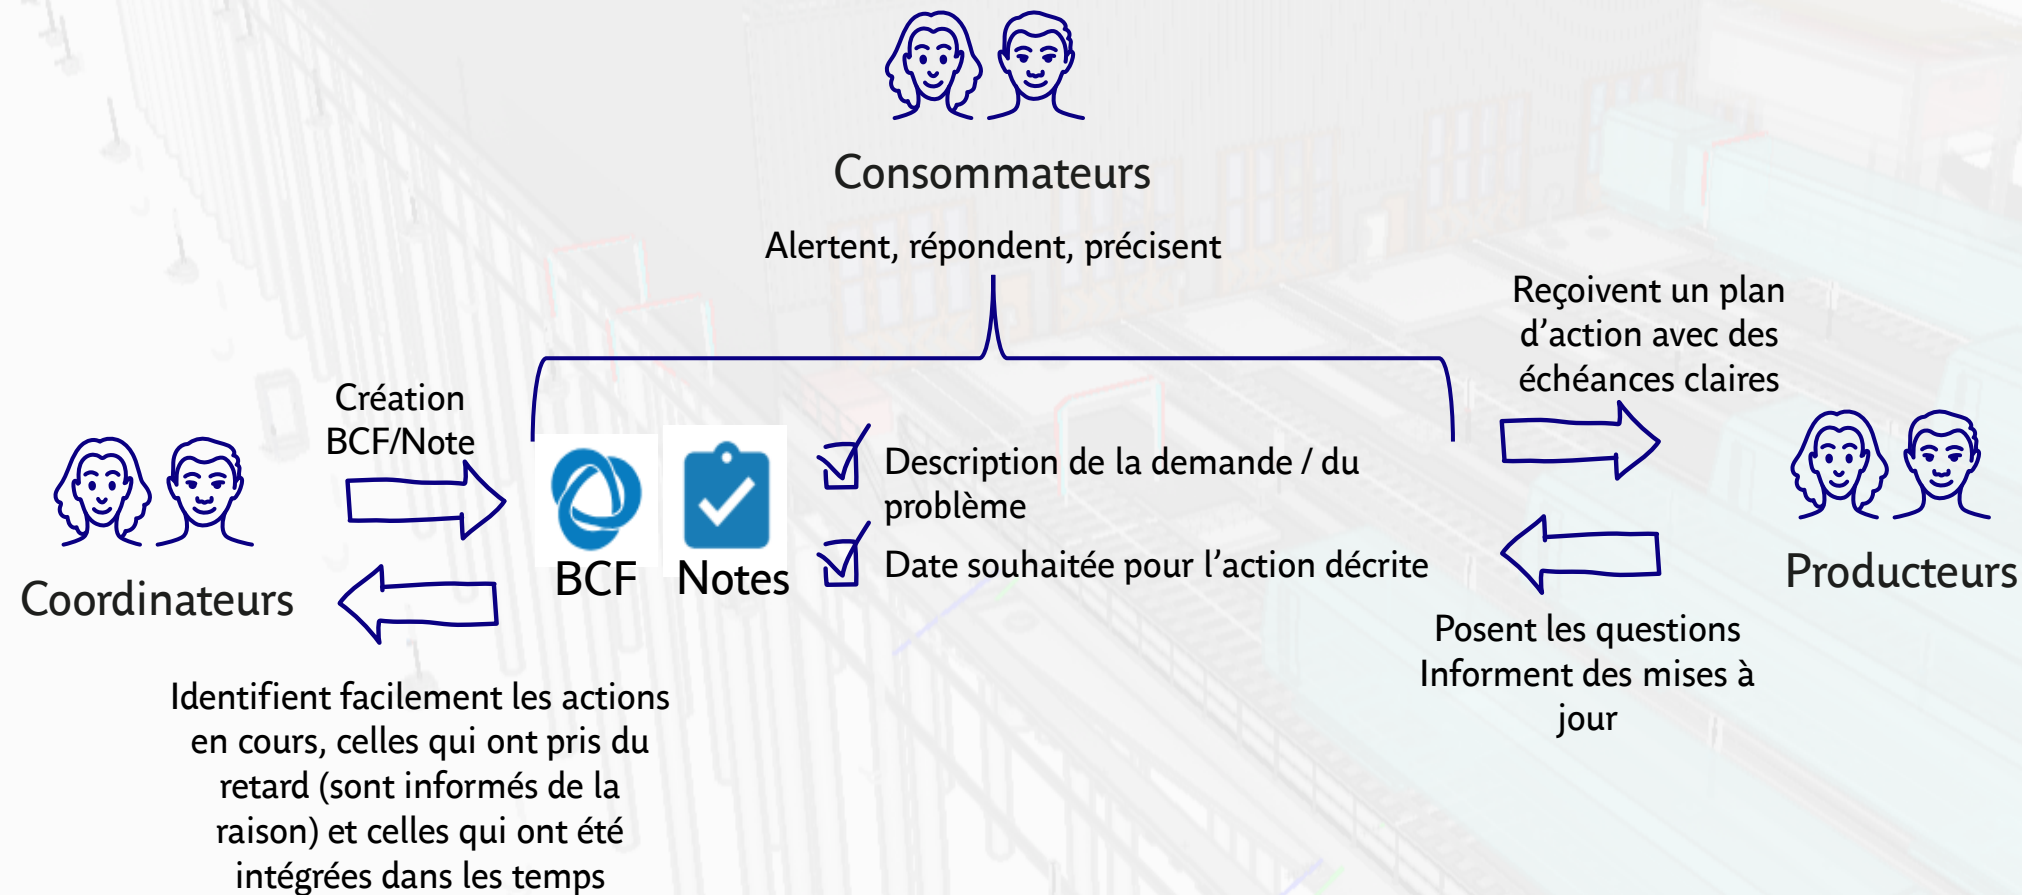 Consommateurs
Alertent, répondent, précisent
Reçoivent un plan
d’action avec des
échéances claires
Création
BCF/Note
Coordinateurs
BCF
Notes
Description de la demande / du
problème
Date souhaitée pour l’action décrite
Producteurs
Posent les questions
Informent des mises à
jour
Identifient facilement les actions
en cours, celles qui ont pris du
retard (sont informés de la
raison) et celles qui ont été
intégrées dans les temps